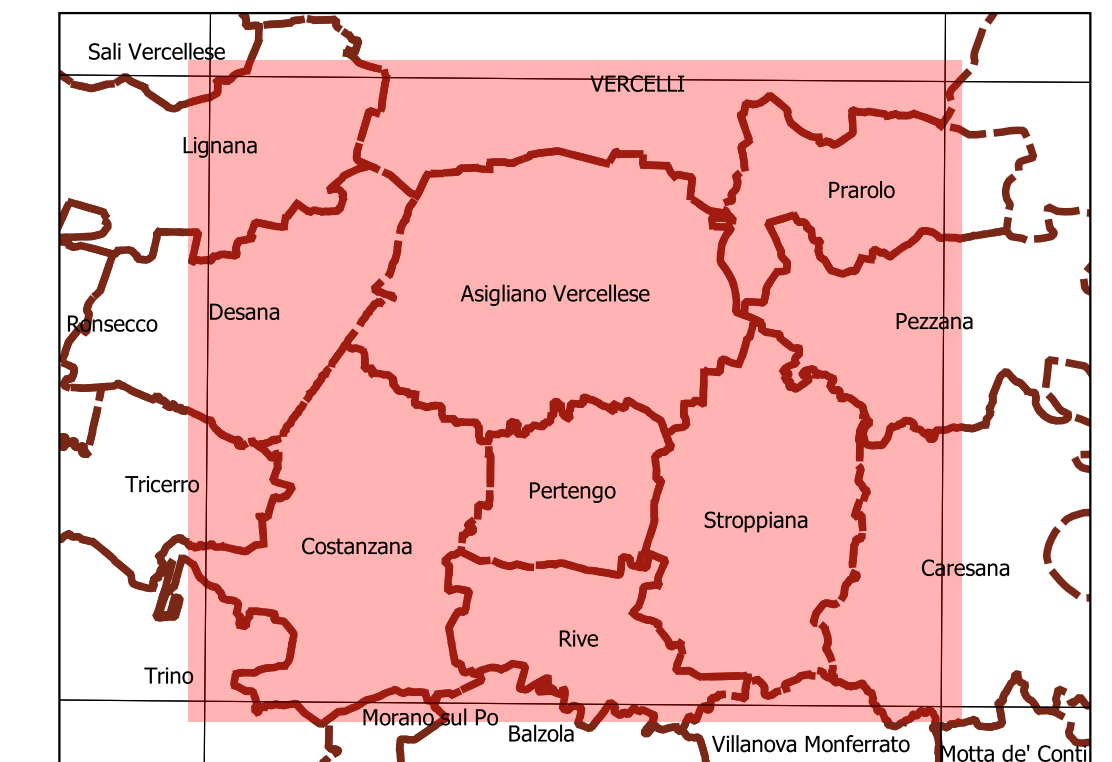 Sali Vercellese
VERCELLI
Lignana
Prarolo
Asigliano Vercellese
Desana
Ronsecco
Pezzana
Tricerro
Pertengo
Stroppiana
Costanzana
Caresana
Rive
Trino
Morano sul Po
Balzola
Villanova Monferrato
Motta de' Conti